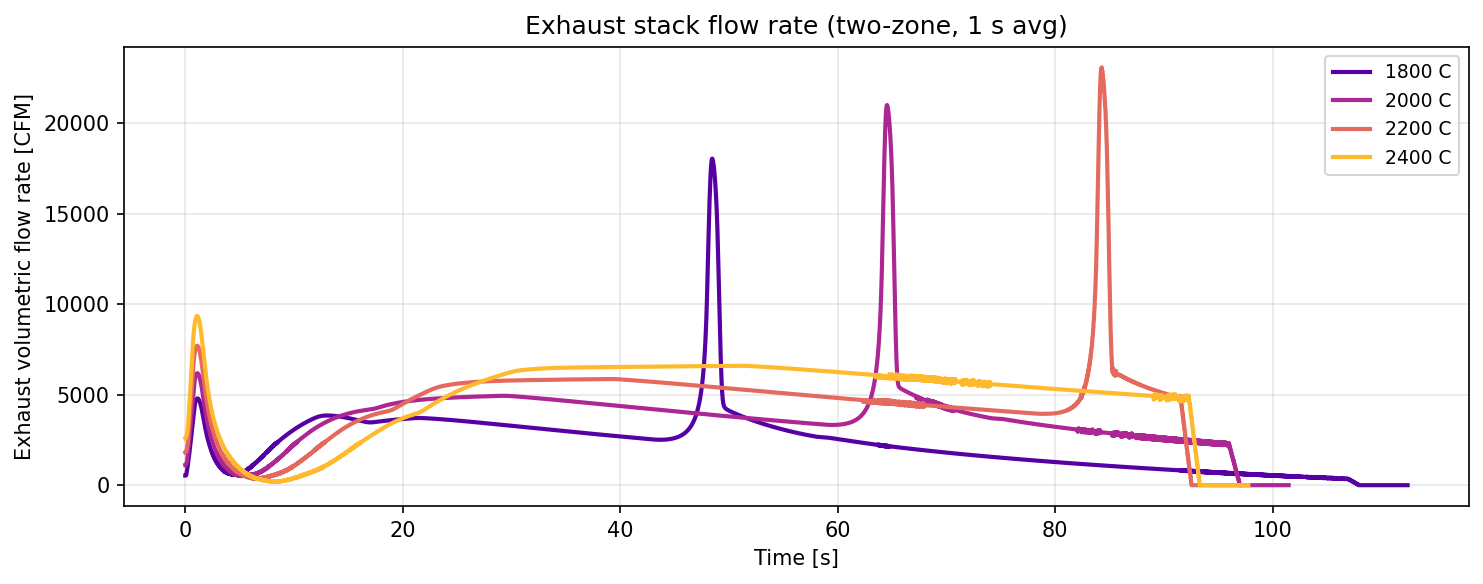 Exhaust stack flow rate (two-zone, 1 s avg)
Exhaust volumetric flow rate [CFM]
20000
15000
10000
5000
0
1800 C
2000 C
2200 C
2400 C
0 20 40 60 80 100
Time [s]